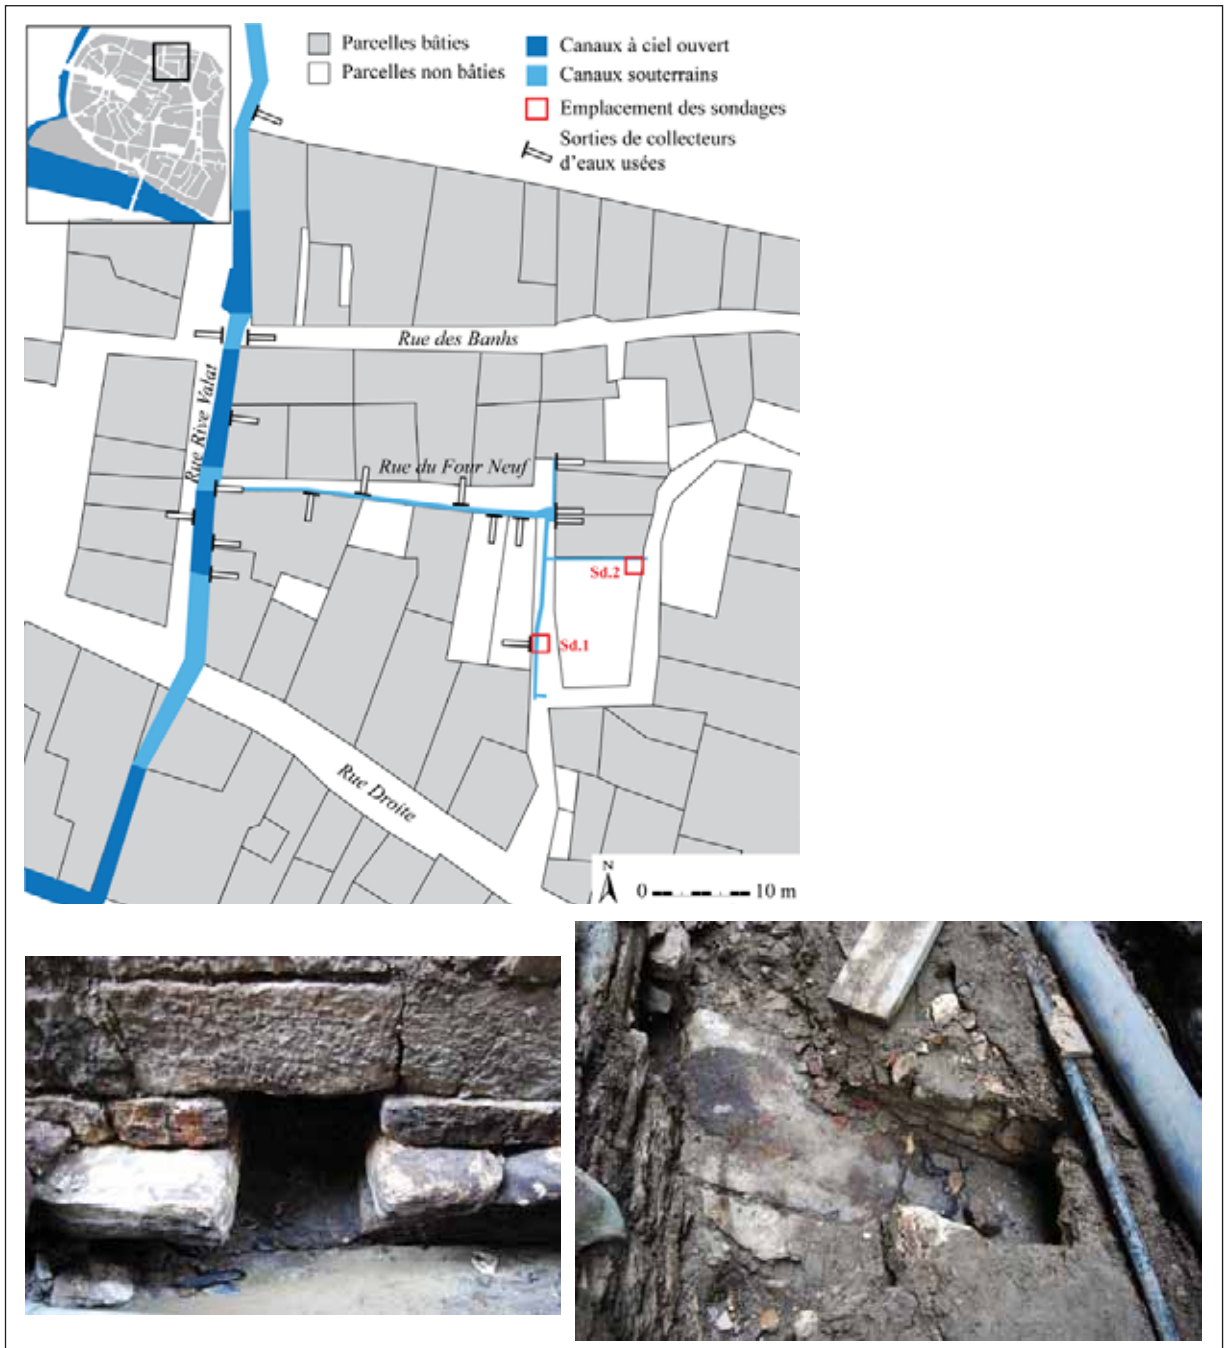 Parcelles bâties
Parcelles non bâties
Canaux à ciel ouvert
Canaux souterrains
Emplacement des sondages
Sorties de collecteurs
d'eaux usées
Rue des Banhs
Rue Rive Valat
Rue du Four Neuf
Sd.2
Sd.1
Rue Droite
N
0 10 m